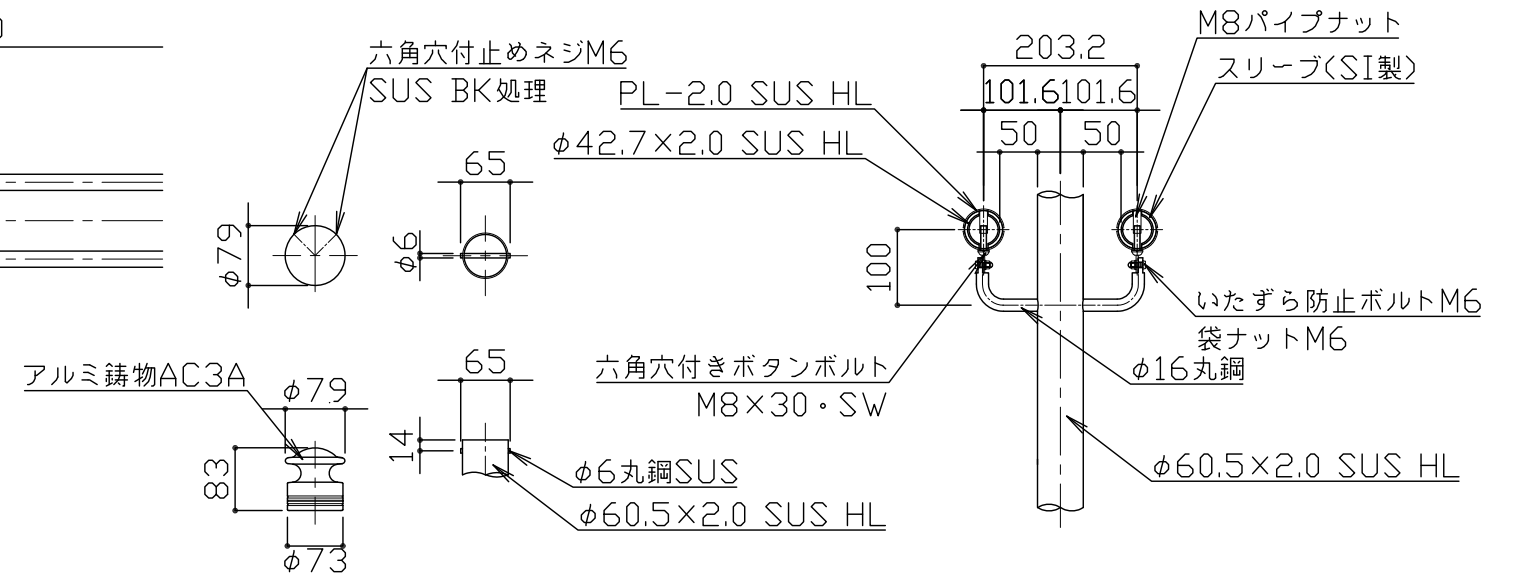 六角穴付止めネジM6
SUS BK処理
φ79
65
φ6
アルミ鋳物AC3A
φ79
83
φ73
65
14
φ6丸鋼SUS
φ60.5×2.0 SUS HL
M8パイプナット
スリーブ(SI製)
203.2
101.6
101.6
50
50
PL-2.0 SUS HL
φ42.7×2.0 SUS HL
100
いたずら防止ボルトM6
袋ナットM6
φ16丸鋼
六角穴付きボタンボルト
M8×30・SW
φ60.5×2.0 SUS HL